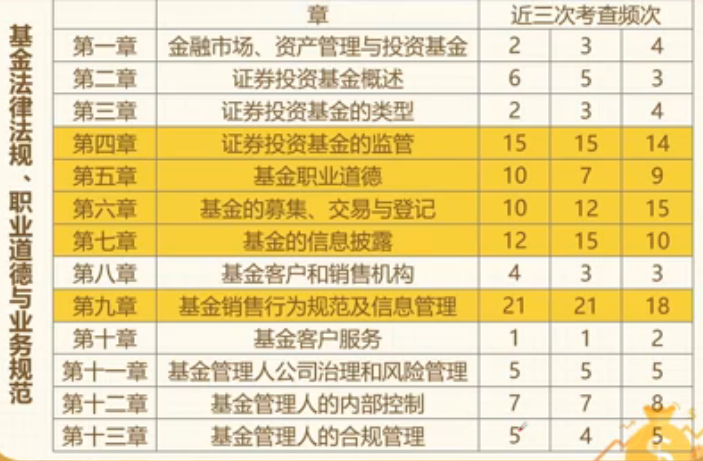 基金法律法规、职业道德与业务规范
章 近三次考查频次
第一章 金融市场、资产管理与投资基金 2 3 4
第二章 证券投资基金概述 6 5 3
第三章 证券投资基金的类型 2 3 4
第四章 证券投资基金的监管 15 15 14
第五章 基金职业道德 10 7 9
第六章 基金的募集、交易与登记 10 12 15
第七章 基金的信息披露 12 15 10
第八章 基金客户和销售机构 4 3 3
第九章 基金销售行为规范及信息管理 21 21 18
第十章 基金客户服务 1 1 2
第十一章 基金管理人公司治理和风险管理 5 5 5
第十二章 基金管理人的内部控制 7 7 8
第十三章 基金管理人的合规管理 5 4 5